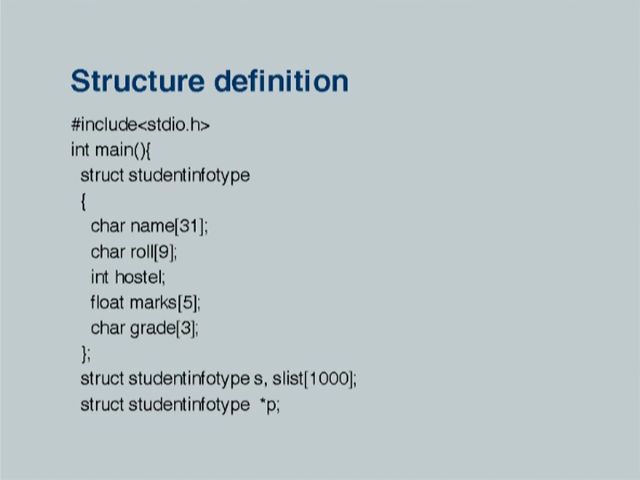 Structure definition
#include<stdio.h>
int main(){
struct studentinfotype
{
char name[31];
char roll[9];
int hostel;
float marks[5];
char grade[3];
};
struct studentinfotype s, slist[1000];
struct studentinfotype *p;